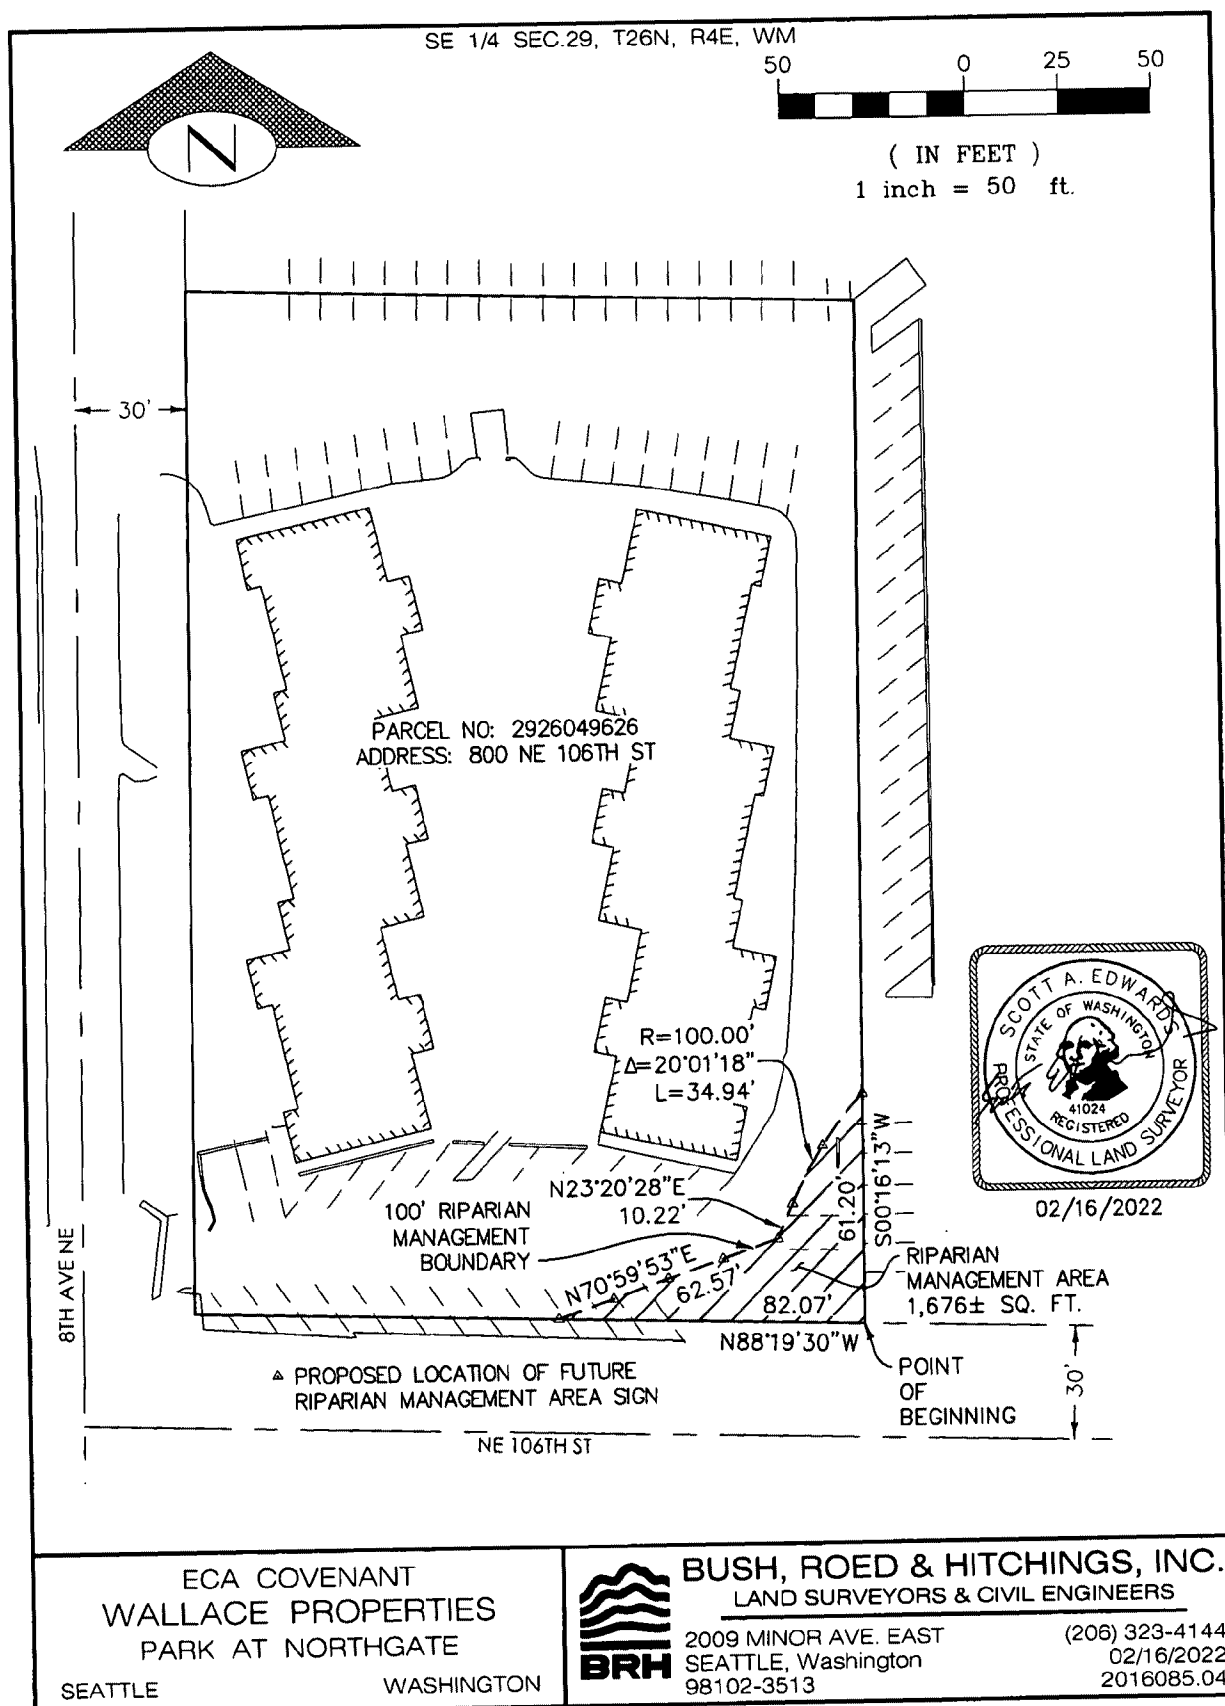 SE 1/4 SEC.29, T26N, R4E, WM
50 0 25 50
( IN FEET )
1 inch = 50 ft.
N
30'
PARCEL NO: 2926049626
ADDRESS: 800 NE 106TH ST
R=100.00'
Δ=20°01'18"
L=34.94'
SCOTT A. EDWARDS
STATE OF WASHINGTON
41024
REGISTERED
PROFESSIONAL LAND SURVEYOR
02/16/2022
N23°20'28"E
10.22'
100' RIPARIAN
MANAGEMENT
BOUNDARY
61.20'
S00°16'13"W
N70°59'53"E
62.57'
82.07'
N88°19'30"W
RIPARIAN
MANAGEMENT AREA
1,676± SQ. FT.
POINT
OF
BEGINNING
30'
8TH AVE NE
PROPOSED LOCATION OF FUTURE
RIPARIAN MANAGEMENT AREA SIGN
NE 106TH ST
ECA COVENANT
WALLACE PROPERTIES
PARK AT NORTHGATE
SEATTLE WASHINGTON
BRH
BUSH, ROED & HITCHINGS, INC.
LAND SURVEYORS & CIVIL ENGINEERS
2009 MINOR AVE. EAST (206) 323-4144
SEATTLE, Washington 02/16/2022
98102-3513 2016085.04